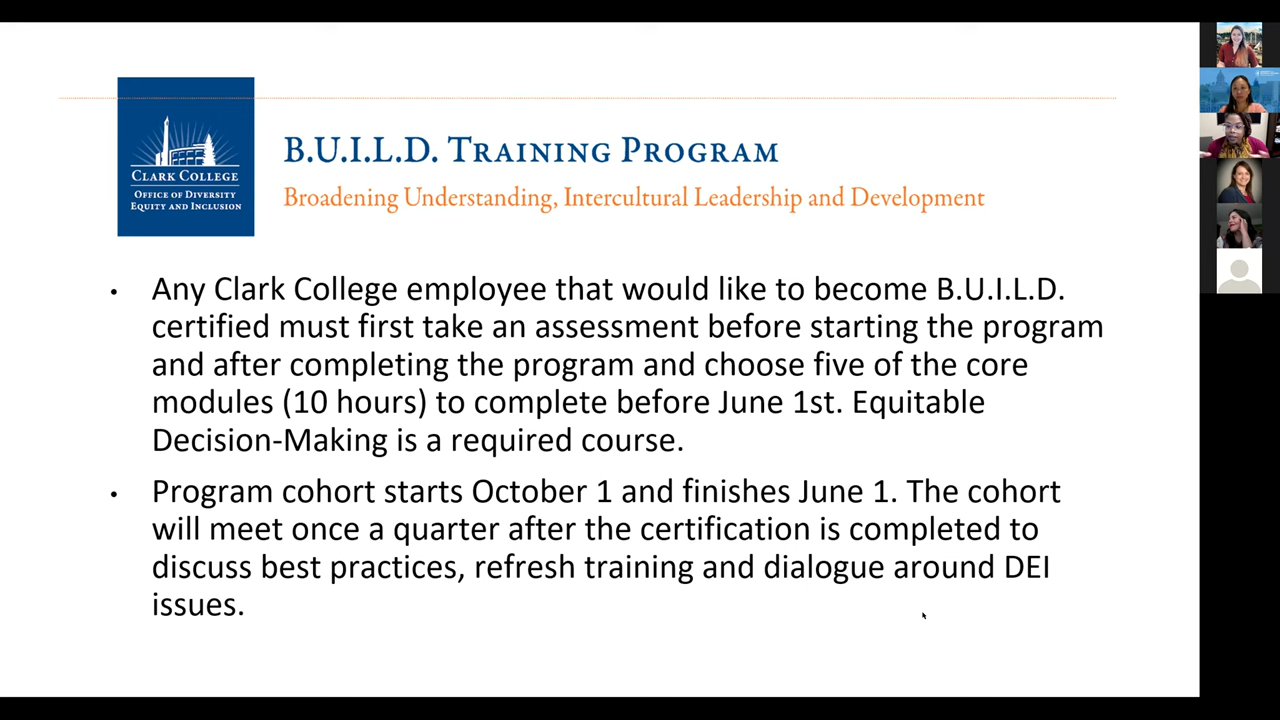 CLARK COLLEGE
OFFICE OF DIVERSITY
EQUITY AND INCLUSION
B.U.I.L.D. TRAINING PROGRAM
Broadening Understanding, Intercultural Leadership and Development
• Any Clark College employee that would like to become B.U.I.L.D.
certified must first take an assessment before starting the program
and after completing the program and choose five of the core
modules (10 hours) to complete before June 1st. Equitable
Decision-Making is a required course.
• Program cohort starts October 1 and finishes June 1. The cohort
will meet once a quarter after the certification is completed to
discuss best practices, refresh training and dialogue around DEI
issues.